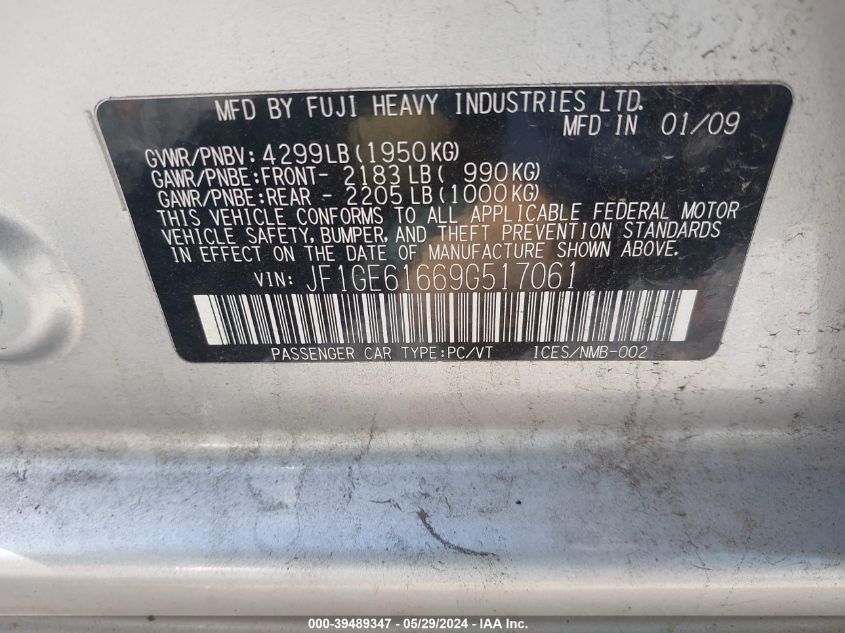 MFD BY FUJI HEAVY INDUSTRIES LTD.
MFD IN 01/09
GVWR/PNBV: 4299LB(1950KG)
GAWR/PNBE:FRONT- 2183LB( 990KG)
GAWR/PNBE:REAR - 2205LB(1000KG)
THIS VEHICLE CONFORMS TO ALL APPLICABLE FEDERAL MOTOR
VEHICLE SAFETY, BUMPER, AND THEFT PREVENTION STANDARDS
IN EFFECT ON THE DATE OF MANUFACTURE SHOWN ABOVE.
VIN: JF1GE61669G517061
PASSENGER CAR TYPE:PC/VT ICES/NMB-002
000-39489347 - 05/29/2024 - IAA Inc.